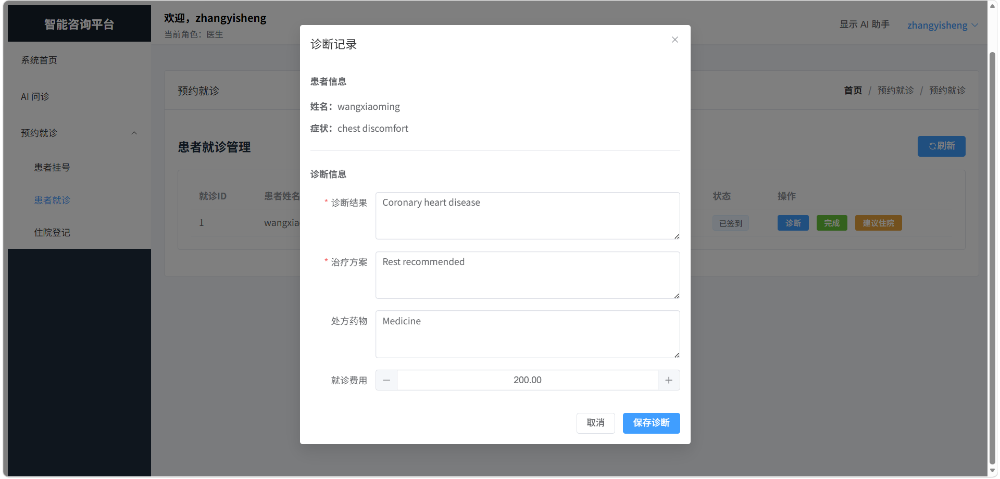 智能咨询平台
系统首页
AI 问诊
预约就诊
患者挂号
患者就诊
住院登记
欢迎，zhangyisheng
当前角色：医生
显示 AI 助手
zhangyisheng
预约就诊
首页 / 预约就诊 / 预约就诊
患者就诊管理
刷新
就诊ID 患者姓名 状态 操作
1 wangxiao 已签到 诊断 完成 建议住院
诊断记录
患者信息
姓名：wangxiaoming
症状：chest discomfort
诊断信息
* 诊断结果 Coronary heart disease
* 治疗方案 Rest recommended
处方药物 Medicine
就诊费用 200.00
取消 保存诊断